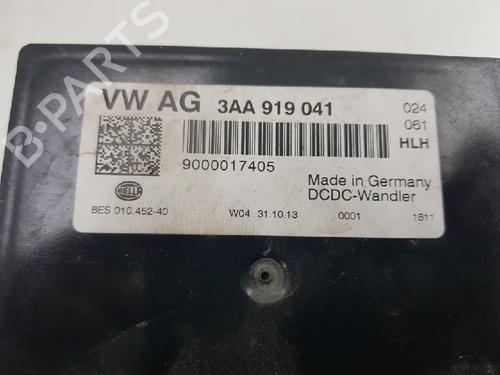 VW AG 3AA 919 041 024
061
HLH
9000017405
Made in Germany
DCDC-Wandler
HELLA
8ES 010.452-40 W04 31.10.13 0001 1811
B-PARTS